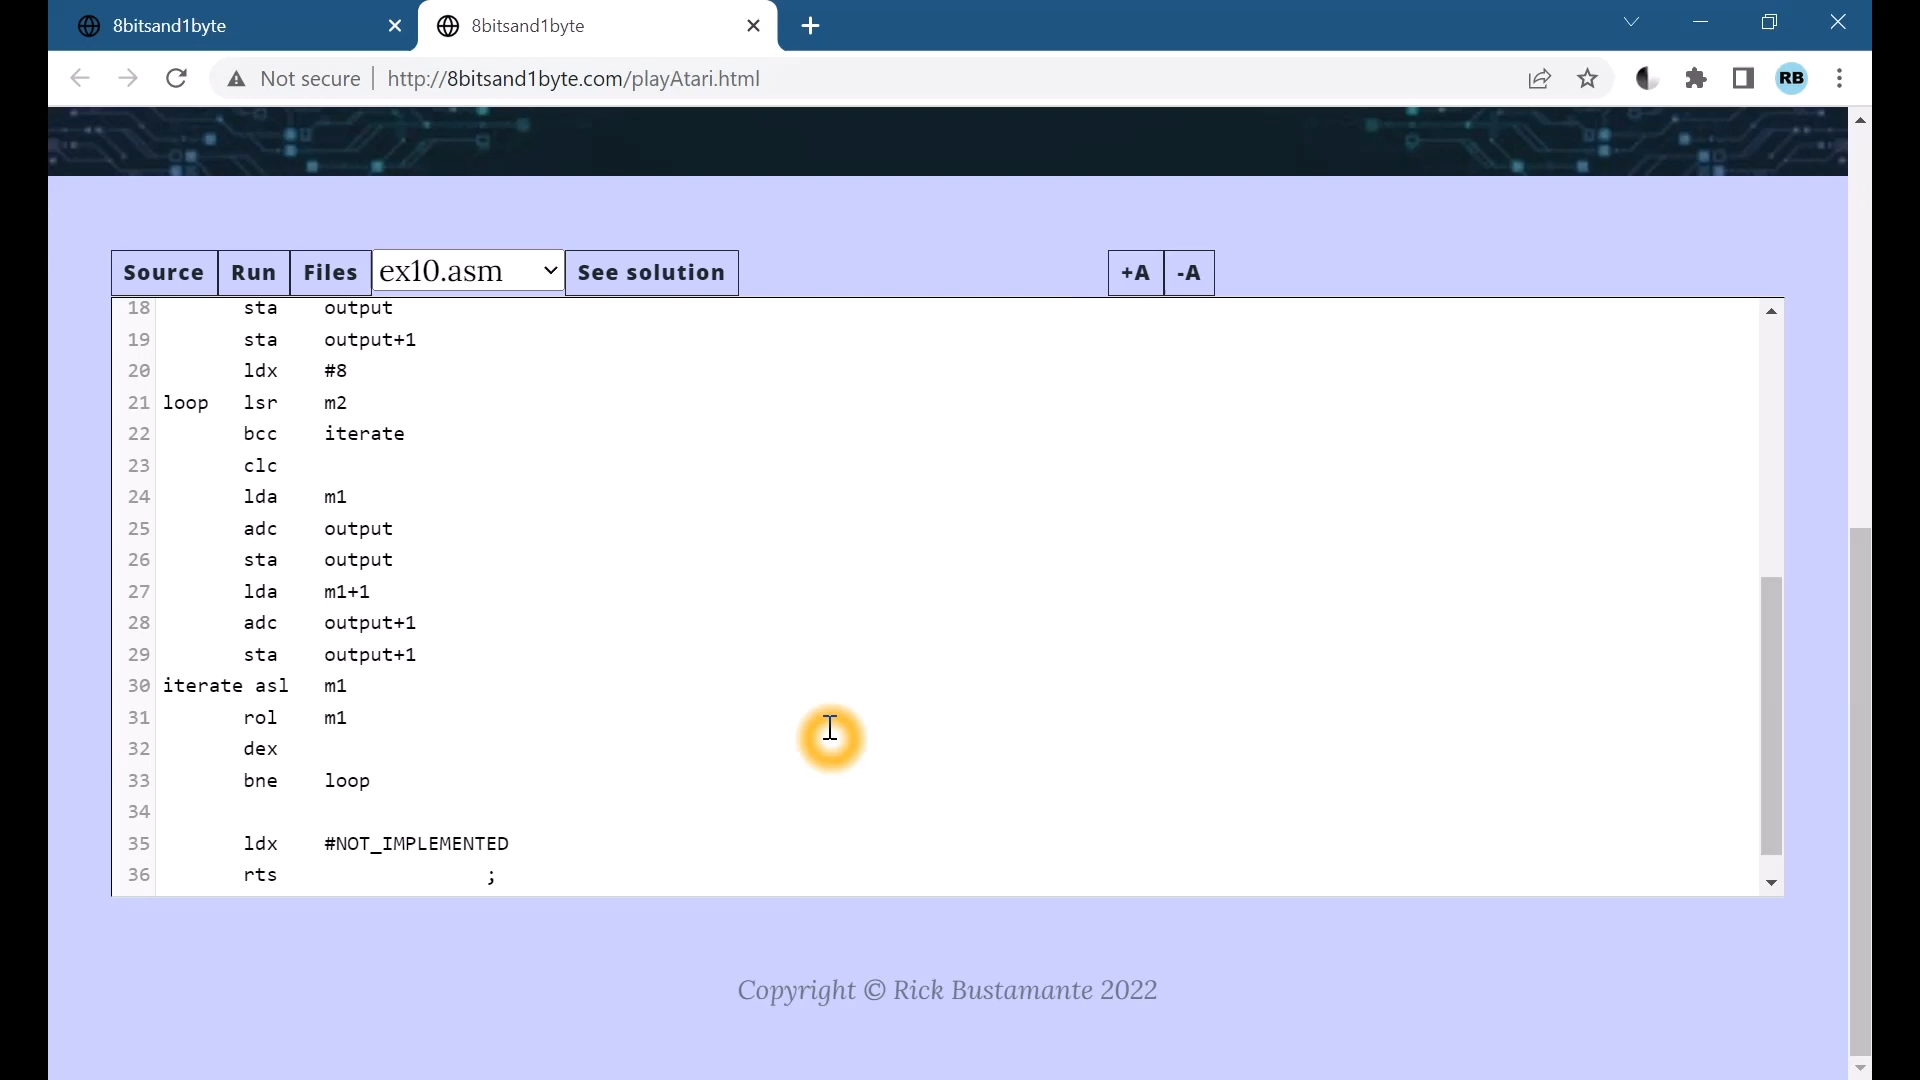 8bitsand1byte
8bitsand1byte
Not secure | http://8bitsand1byte.com/playAtari.html
RB
Source Run Files ex10.asm See solution +A -A
18 sta output
19 sta output+1
20 ldx #8
21 loop lsr m2
22 bcc iterate
23 clc
24 lda m1
25 adc output
26 sta output
27 lda m1+1
28 adc output+1
29 sta output+1
30 iterate asl m1
31 rol m1
32 dex
33 bne loop
34
35 ldx #NOT_IMPLEMENTED
36 rts ;
Copyright © Rick Bustamante 2022